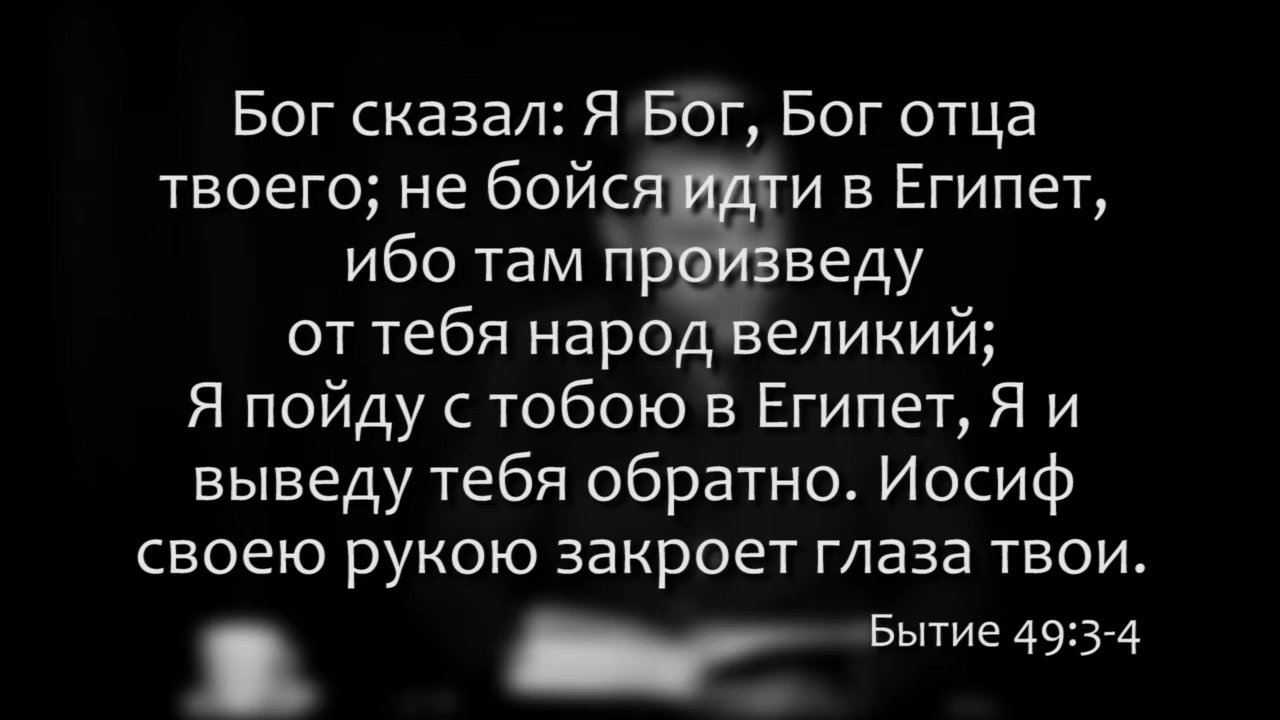 Бог сказал: Я Бог, Бог отца
твоего; не бойся идти в Египет,
ибо там произведу
от тебя народ великий;
Я пойду с тобою в Египет, Я и
выведу тебя обратно. Иосиф
своею рукою закроет глаза твои.
Бытие 49:3-4